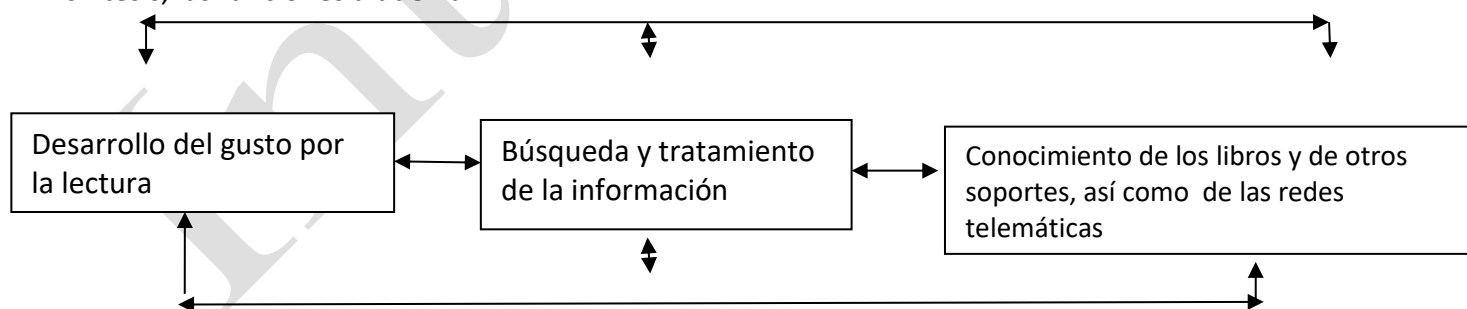 Desarrollo del gusto por
la lectura
Búsqueda y tratamiento
de la información
Conocimiento de los libros y de otros
soportes, así como de las redes
telemáticas